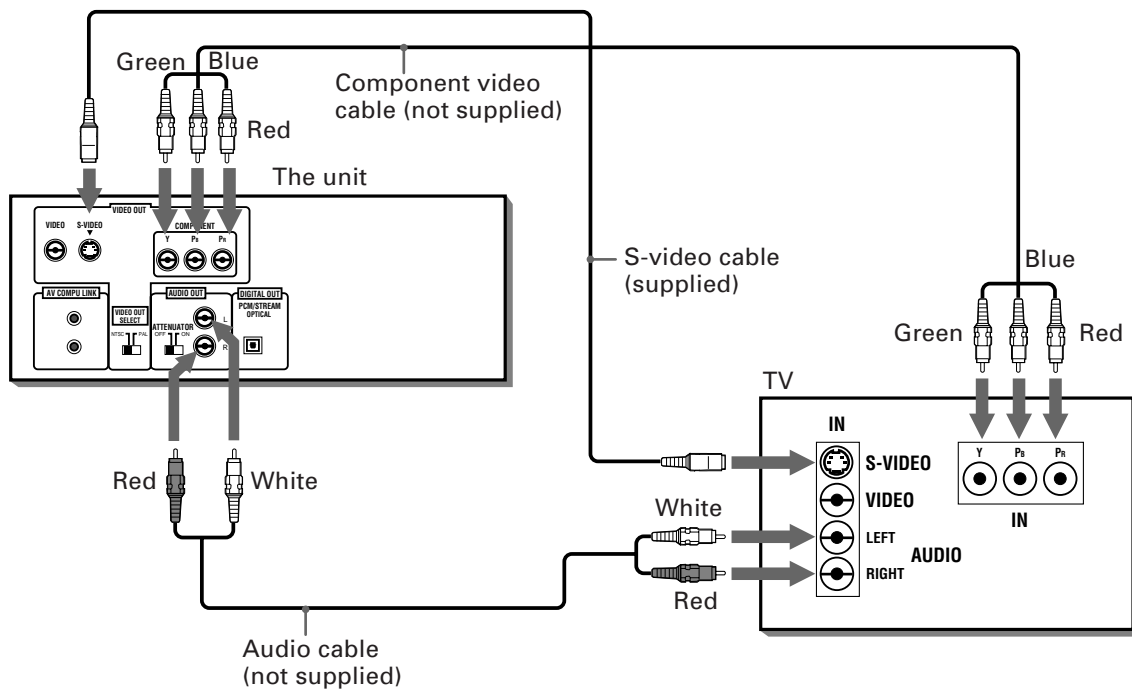 Green
Blue
Component video
cable (not supplied)
Red
The unit
VIDEO OUT
VIDEO
S-VIDEO
COMPONENT
Y
PB
PR
AV COMPU LINK
VIDEO OUT
SELECT
NTSC
PAL
AUDIO OUT
ATTENUATOR
OFF
ON
L
R
DIGITAL OUT
PCM/STREAM
OPTICAL
S-video cable
(supplied)
Blue
Green
Red
TV
IN
S-VIDEO
VIDEO
LEFT
AUDIO
RIGHT
Y
PB
PR
IN
Red
White
White
Red
Audio cable
(not supplied)